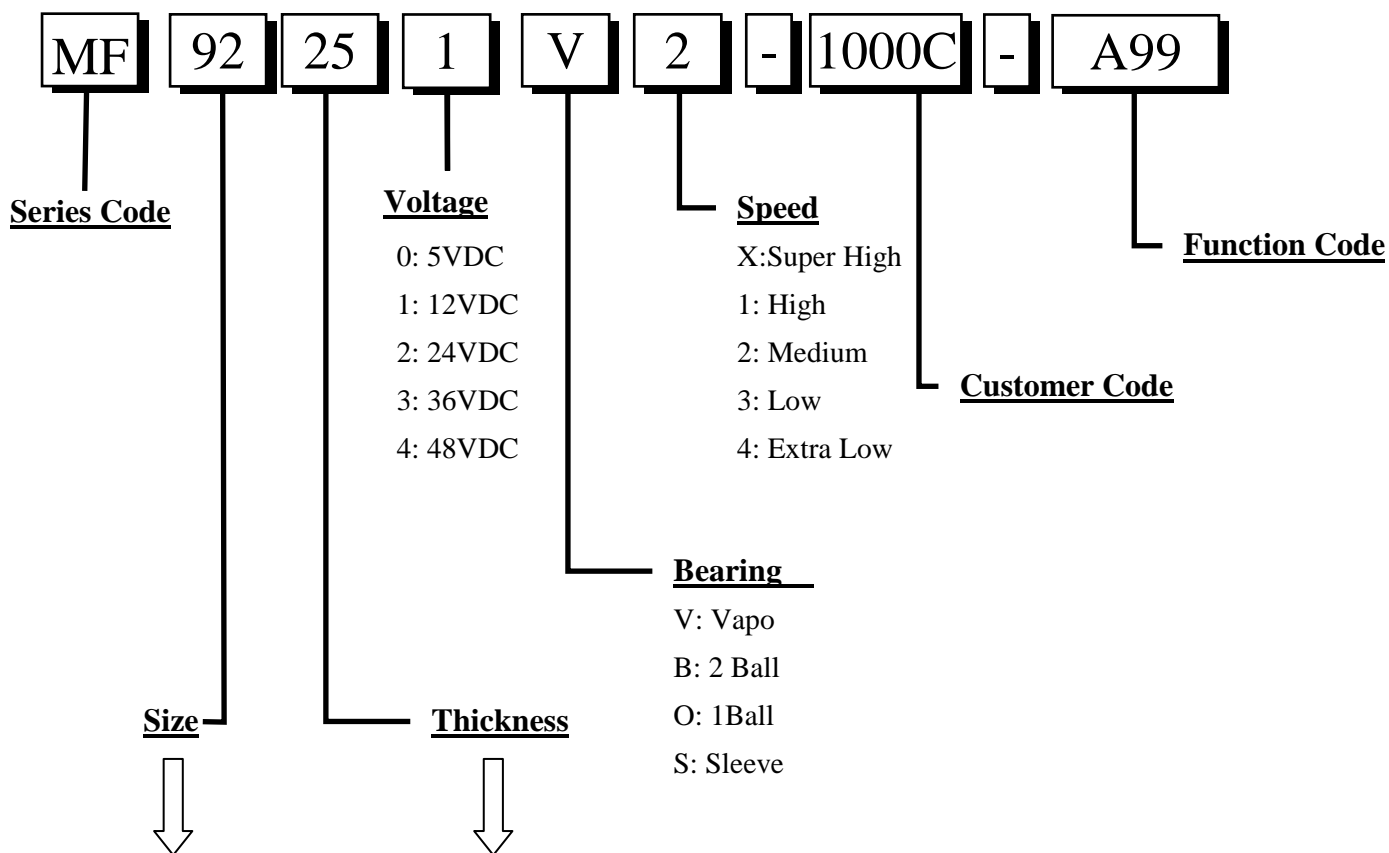 MF 92 25 1 V 2 - 1000C - A99
Series Code
Voltage
0: 5VDC
1: 12VDC
2: 24VDC
3: 36VDC
4: 48VDC
Speed
X:Super High
1: High
2: Medium
3: Low
4: Extra Low
Function Code
Customer Code
Bearing
V: Vapo
B: 2 Ball
O: 1Ball
S: Sleeve
Size
Thickness